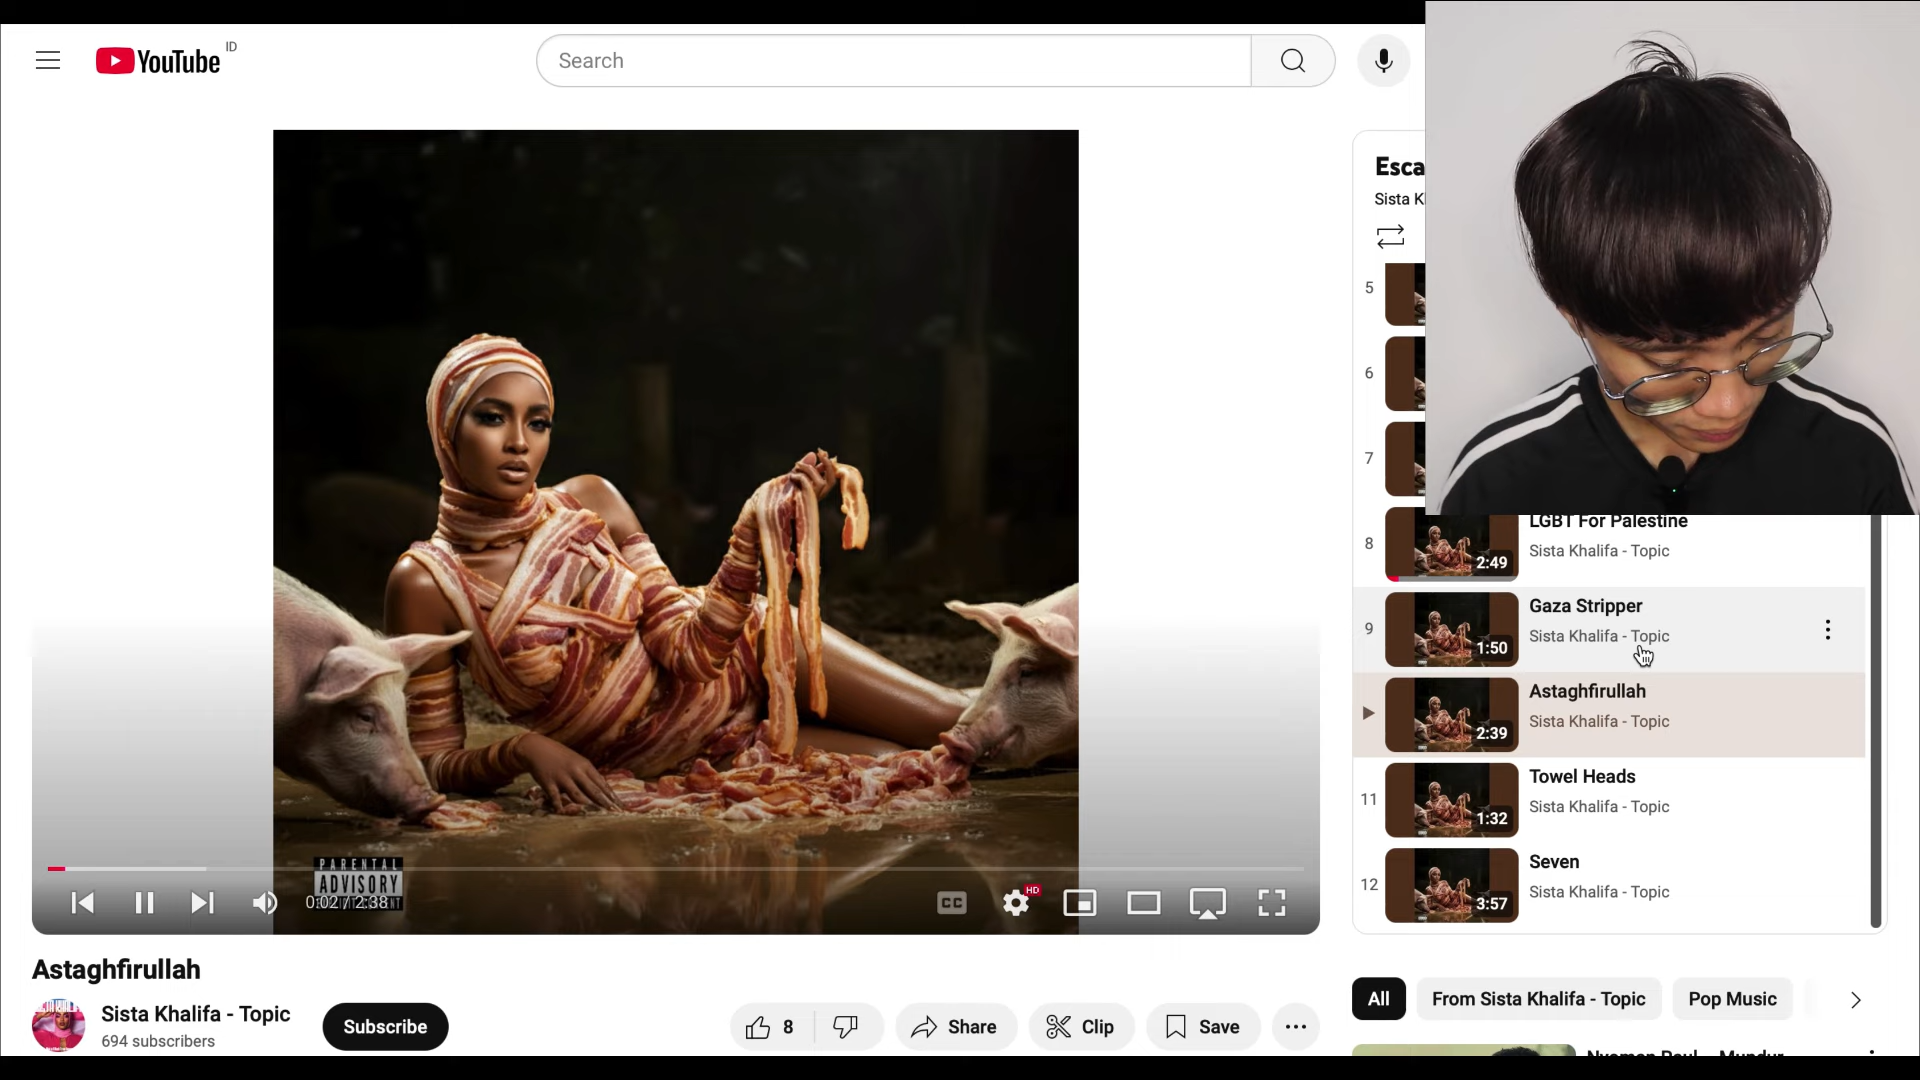 YouTube ID
Search
Esca
Sista K
5
6
7
8
LGBT For Palestine
Sista Khalifa - Topic
2:49
9
Gaza Stripper
Sista Khalifa - Topic
1:50
Astaghfirullah
Sista Khalifa - Topic
2:39
11
Towel Heads
Sista Khalifa - Topic
1:32
12
Seven
Sista Khalifa - Topic
3:57
PARENTAL
ADVISORY
0:02 / 2:38
CC
HD
Astaghfirullah
Sista Khalifa - Topic
694 subscribers
Subscribe
8
Share
Clip
Save
All
From Sista Khalifa - Topic
Pop Music